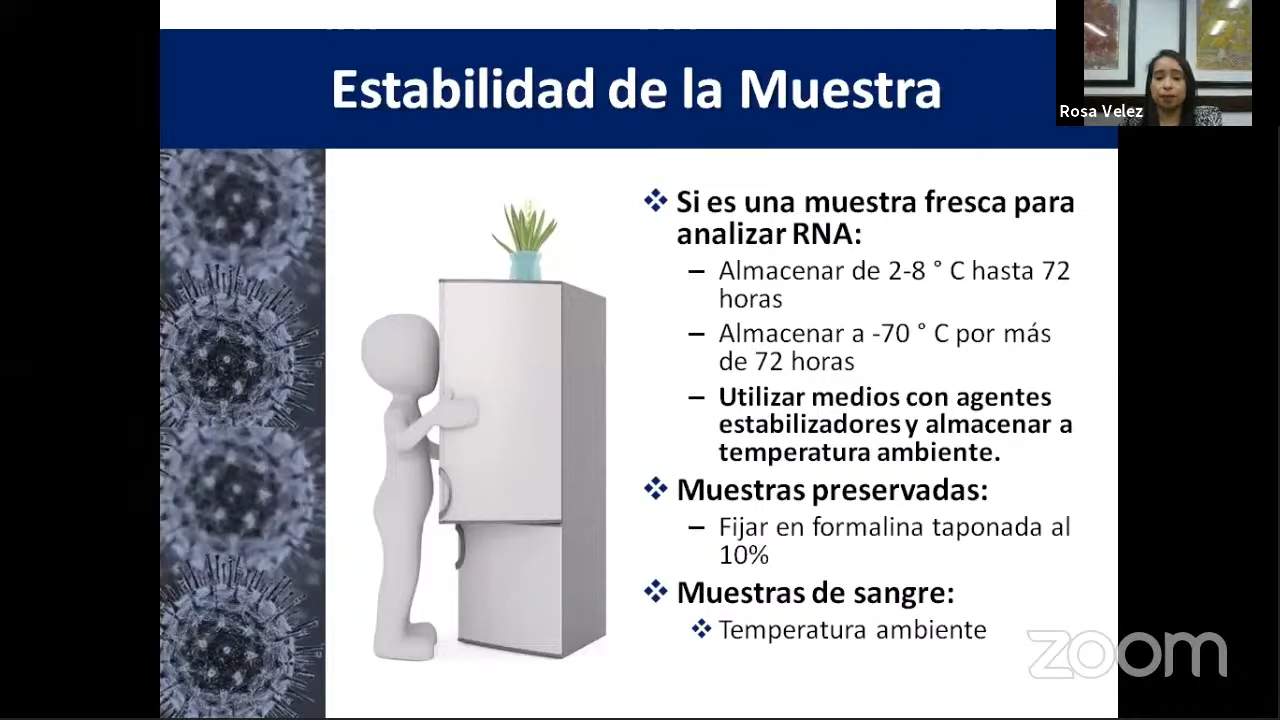 Estabilidad de la Muestra
Rosa Velez
❖ Si es una muestra fresca para
analizar RNA:
– Almacenar de 2-8 ° C hasta 72
horas
– Almacenar a -70 ° C por más
de 72 horas
– Utilizar medios con agentes
estabilizadores y almacenar a
temperatura ambiente.
❖ Muestras preservadas:
– Fijar en formalina taponada al
10%
❖ Muestras de sangre:
❖ Temperatura ambiente
zoom